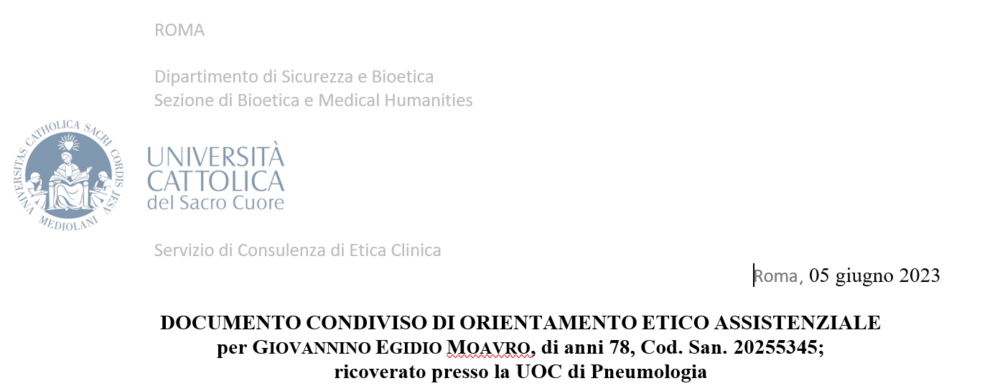 ROMA
Dipartimento di Sicurezza e Bioetica
Sezione di Bioetica e Medical Humanities
UNIVERSITAS CATHOLICA SACRI CORDIS JESV
MEDIOLANI
UNIVERSITÀ
CATTOLICA
del Sacro Cuore
Servizio di Consulenza di Etica Clinica
Roma, 05 giugno 2023
DOCUMENTO CONDIVISO DI ORIENTAMENTO ETICO ASSISTENZIALE
per GIOVANNINO EGIDIO MOAVRO, di anni 78, Cod. San. 20255345;
ricoverato presso la UOC di Pneumologia